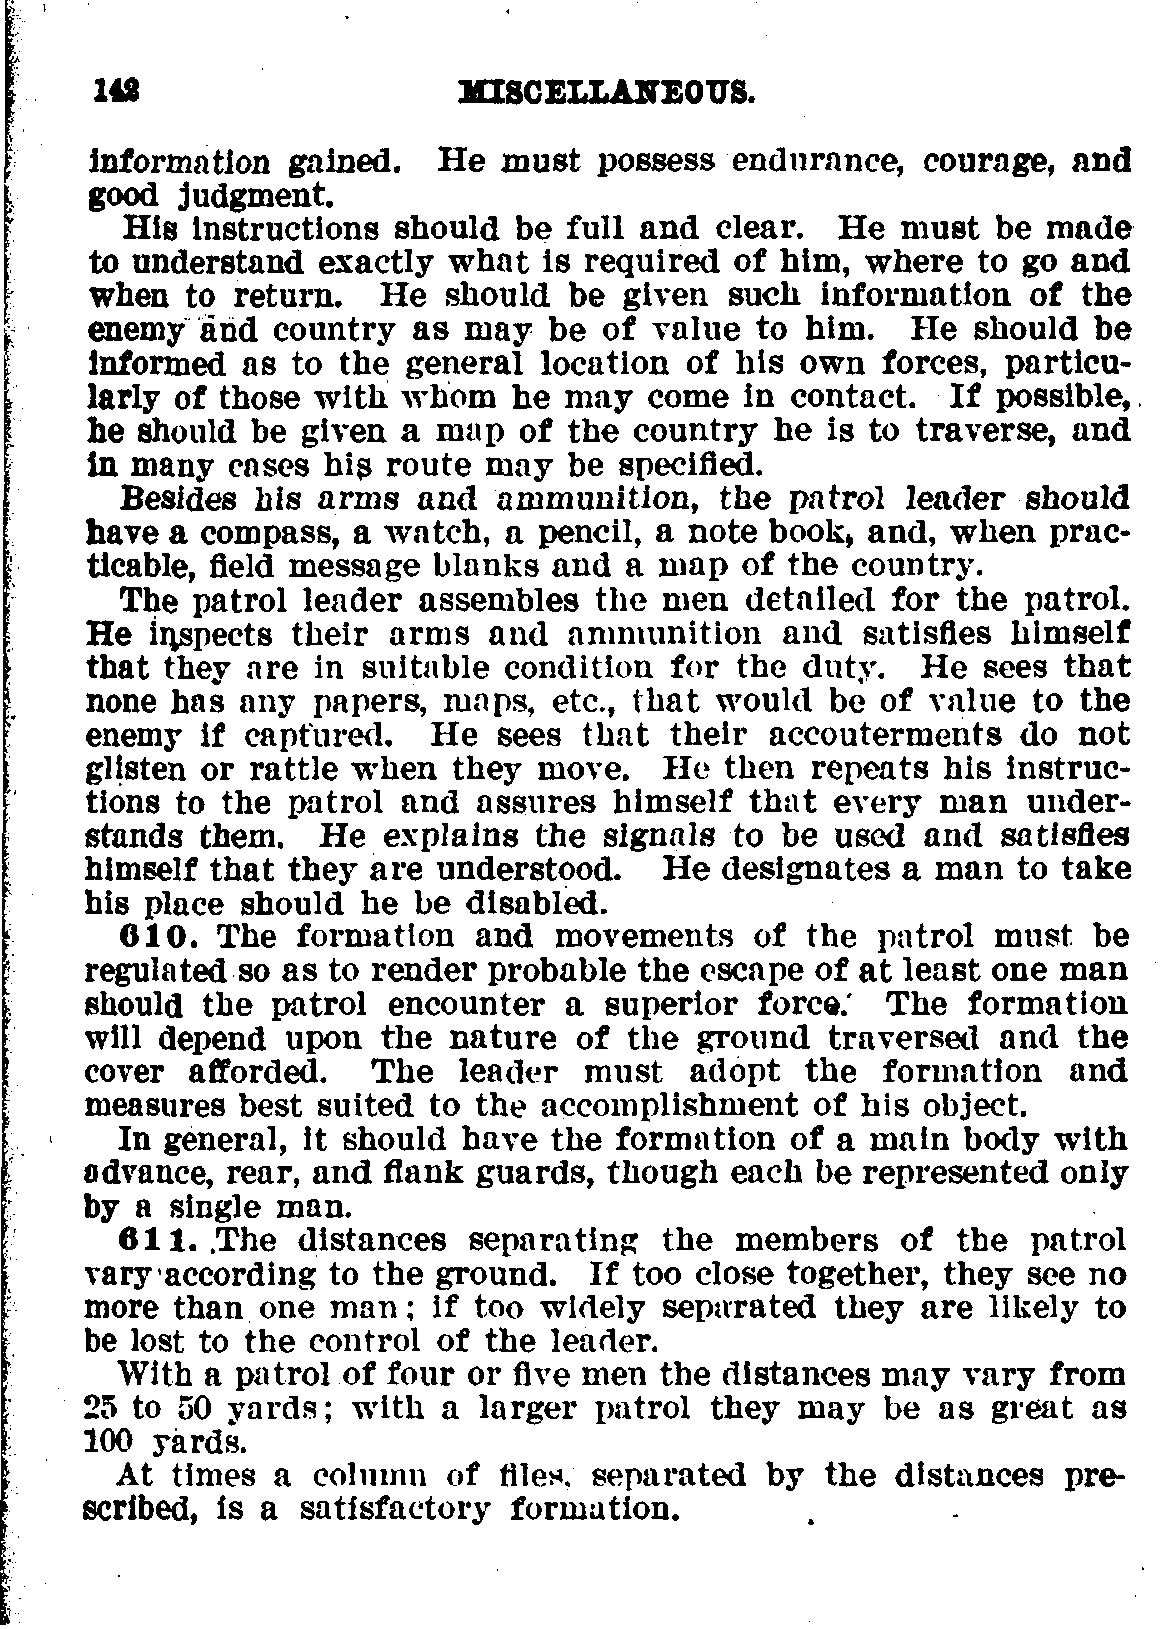 142 MISCELLANEOUS.
information gained. He must possess endurance, courage, and
good judgment.
His instructions should be full and clear. He must be made
to understand exactly what is required of him, where to go and
when to return. He should be given such information of the
enemy and country as may be of value to him. He should be
informed as to the general location of his own forces, particu-
larly of those with whom he may come in contact. If possible,
he should be given a map of the country he is to traverse, and
in many cases his route may be specified.
Besides his arms and ammunition, the patrol leader should
have a compass, a watch, a pencil, a note book, and, when prac-
ticable, field message blanks and a map of the country.
The patrol leader assembles the men detailed for the patrol.
He inspects their arms and ammunition and satisfies himself
that they are in suitable condition for the duty. He sees that
none has any papers, maps, etc., that would be of value to the
enemy if captured. He sees that their accouterments do not
glisten or rattle when they move. He then repeats his instruc-
tions to the patrol and assures himself that every man under-
stands them. He explains the signals to be used and satisfies
himself that they are understood. He designates a man to take
his place should he be disabled.
610. The formation and movements of the patrol must be
regulated so as to render probable the escape of at least one man
should the patrol encounter a superior force. The formation
will depend upon the nature of the ground traversed and the
cover afforded. The leader must adopt the formation and
measures best suited to the accomplishment of his object.
In general, it should have the formation of a main body with
advance, rear, and flank guards, though each be represented only
by a single man.
611. The distances separating the members of the patrol
vary according to the ground. If too close together, they see no
more than one man; if too widely separated they are likely to
be lost to the control of the leader.
With a patrol of four or five men the distances may vary from
25 to 50 yards; with a larger patrol they may be as great as
100 yards.
At times a column of files, separated by the distances pre-
scribed, is a satisfactory formation.